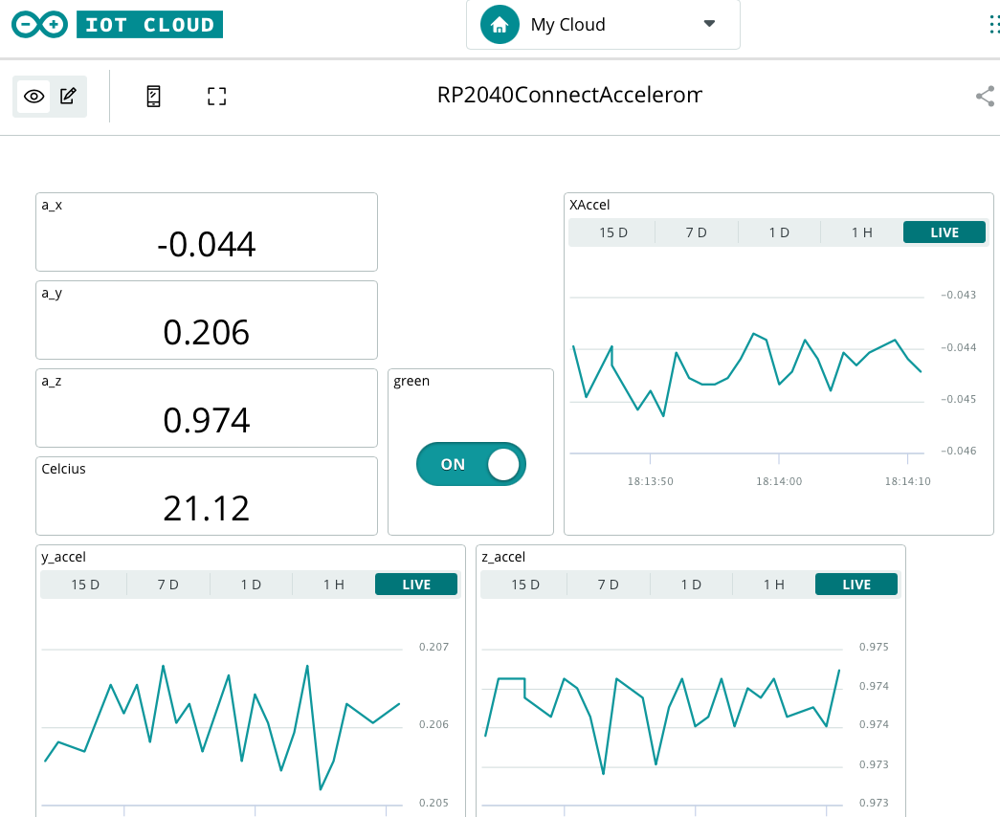 IOT CLOUD
My Cloud
RP2040ConnectAccelerom
a_x
-0.044
a_y
0.206
a_z
0.974
Celcius
21.12
green
ON
XAccel
15 D 7 D 1 D 1 H LIVE
-0.043
-0.044
-0.045
-0.046
18:13:50 18:14:00 18:14:10
y_accel
15 D 7 D 1 D 1 H LIVE
0.207
0.206
0.205
z_accel
15 D 7 D 1 D 1 H LIVE
0.975
0.974
0.974
0.973
0.973